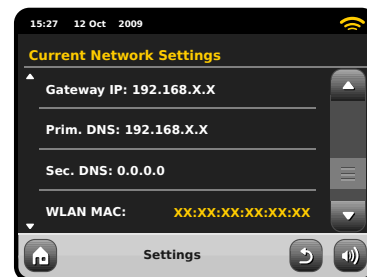 15:27 12 Oct 2009
Current Network Settings
Gateway IP: 192.168.X.X
Prim. DNS: 192.168.X.X
Sec. DNS: 0.0.0.0
WLAN MAC: XX:XX:XX:XX:XX:XX
Settings